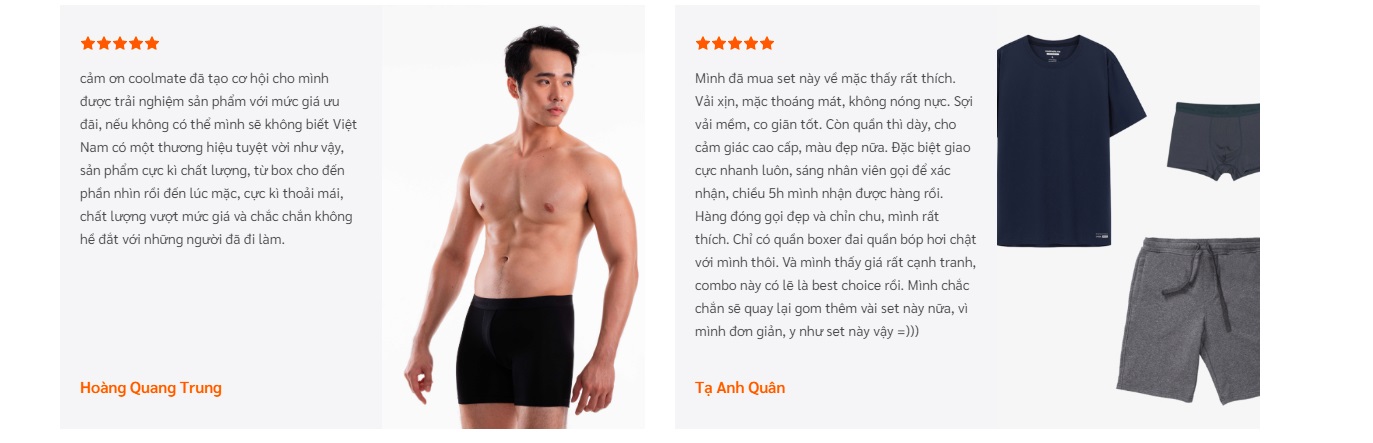 cảm ơn coolmate đã tạo cơ hội cho mình
được trải nghiệm sản phẩm với mức giá ưu
đãi, nếu không có thể mình sẽ không biết Việt
Nam có một thương hiệu tuyệt vời như vậy,
sản phẩm cực kì chất lượng, từ box cho đến
phần nhìn rồi đến lúc mặc, cực kì thoải mái,
chất lượng vượt mức giá và chắc chắn không
hề đắt với những người đã đi làm.
Hoàng Quang Trung
Mình đã mua set này về mặc thấy rất thích.
Vải xịn, mặc thoáng mát, không nóng nực. Sợi
vải mềm, co giãn tốt. Còn quần thì dày, cho
cảm giác cao cấp, màu đẹp nữa. Đặc biệt giao
cực nhanh luôn, sáng nhân viên gọi để xác
nhận, chiều 5h mình nhận được hàng rồi.
Hàng đóng gọi đẹp và chỉn chu, mình rất
thích. Chỉ có quần boxer đai quần bóp hơi chật
với mình thôi. Và mình thấy giá rất cạnh tranh,
combo này có lẽ là best choice rồi. Mình chắc
chắn sẽ quay lại gom thêm vài set này nữa, vì
mình đơn giản, y như set này vậy =)))
Tạ Anh Quân